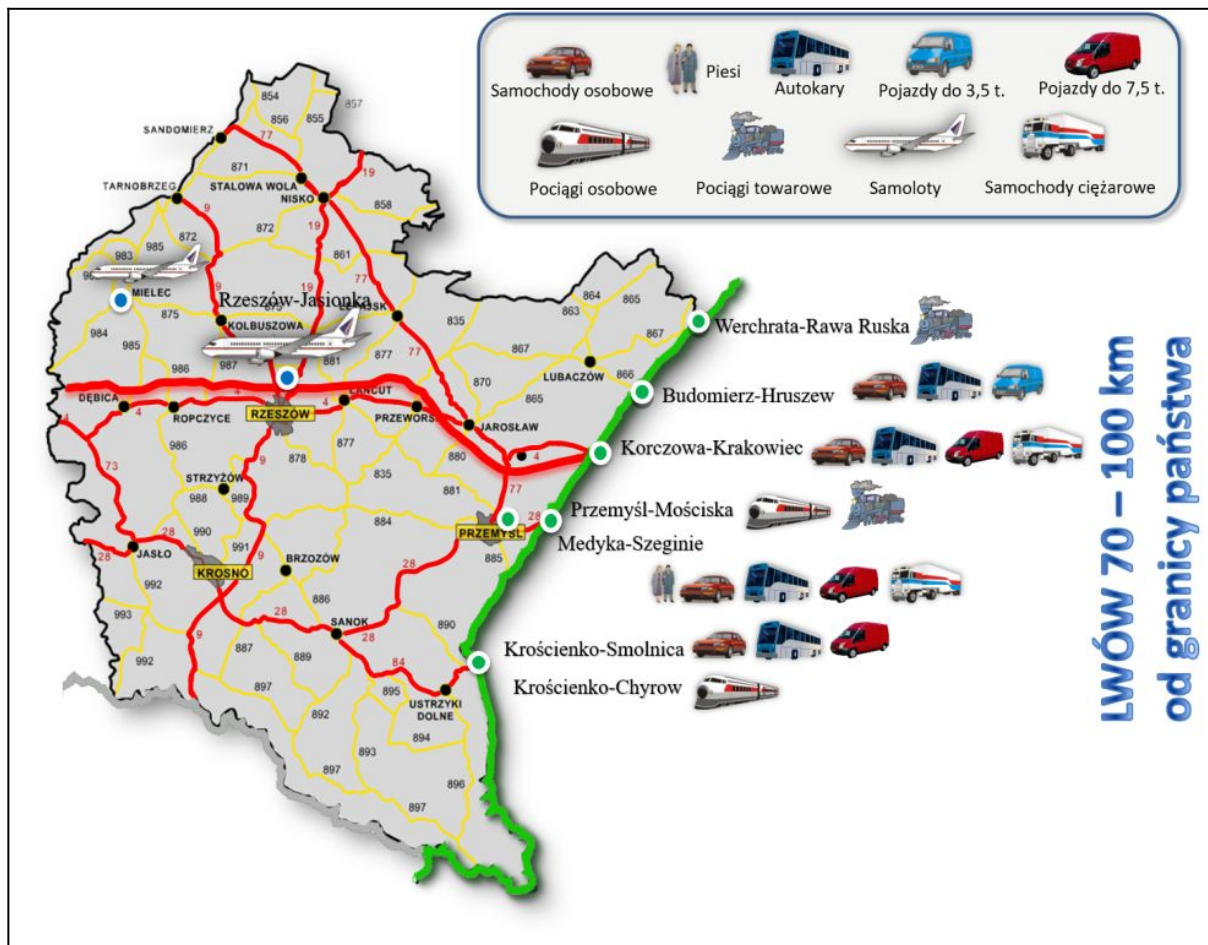 Samochody osobowe
Piesi
Autokary
Pojazdy do 3,5 t.
Pojazdy do 7,5 t.
Pociągi osobowe
Pociągi towarowe
Samoloty
Samochody ciężarowe
854
857
856
855
SANDOMIERZ
77
871
19
STALOWA WOLA
TARNOBRZEG
NISKO
9
858
872
19
985
872
983
861
77
MIELEC
9
19
Rzeszów-Jasionka
875
KOLBUSZOWA
984
985
986
987
881
877
77
835
864
865
863
867
867
LUBACZÓW
870
865
866
Werchrata-Rawa Ruska
Budomierz-Hruszew
Korczowa-Krakowiec
DĘBICA
4
4
4
4
ROPCZYCE
RZESZÓW
ŁAŃCUT
PRZEWORS
JAROSŁAW
4
73
986
9
878
877
835
880
881
77
STRZYŻÓW
988
989
884
PRZEMYŚL
28
885
Przemyśl-Mościska
Medyka-Szeginie
28
990
991
9
28
JASŁO
KROSNO
BRZOZÓW
992
886
28
993
28
SANOK
28
890
9
992
887
889
84
895
USTRZYKI
DOLNE
Krościenko-Smolnica
Krościenko-Chyrow
897
892
893
894
897
896
897
LWÓW 70 – 100 km
od granicy państwa